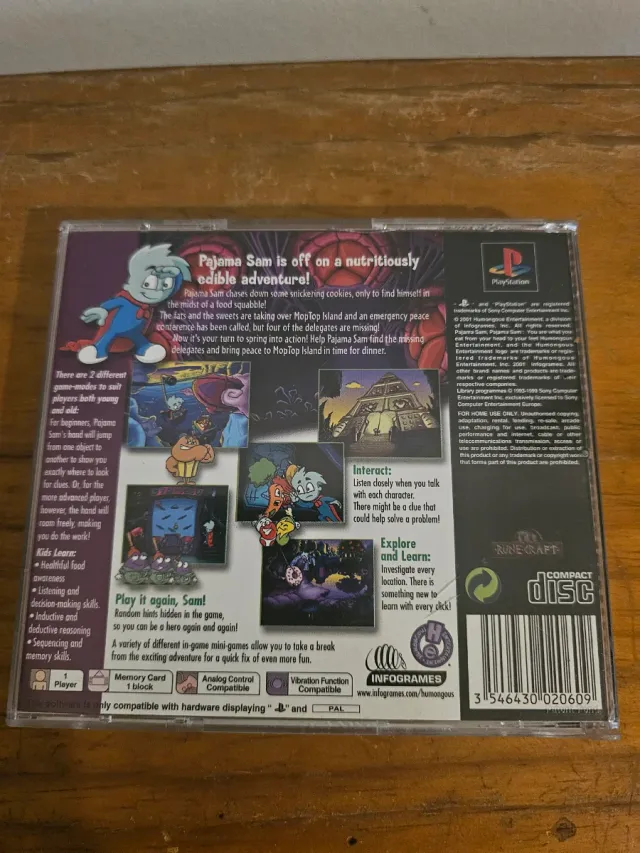 Pajama Sam is off on a nutritiously
edible adventure!
Pajama Sam chases down some snickering cookies, only to find himself in
the midst of a food squabble!
The fats and the sweets are taking over MopTop Island and an emergency peace
conference has been called, but four of the delegates are missing!
Now it's your turn to spring into action! Help Pajama Sam find the missing
delegates and bring peace to MopTop Island in time for dinner.
There are 2 different
game-modes to suit
players both young
and old:
For beginners, Pajama
Sam's hand will jump
from one object to
another to show you
exactly where to look
for clues. Or, for the
more advanced player,
however, the hand will
roam freely, making
you do the work!
Kids Learn:
• Healthful food
awareness
• Listening and
decision-making skills.
• Inductive and
deductive reasoning
• Sequencing and
memory skills.
Interact:
Listen closely when you talk
with each character.
There might be a clue that
could help solve a problem!
Explore
and Learn:
Investigate every
location. There is
something new to
learn with every click!
Play it again, Sam!
Random hints hidden in the game,
so you can be a hero again and again!
A variety of different in-game mini-games allow you to take a break
from the exciting adventure for a quick fix of even more fun.
1
Player
Memory Card
1 block
Analog Control
Compatible
Vibration Function
Compatible
INFOGRAMES
www.infogrames.com/humongous
only compatible with hardware displaying " " and
PAL
PlayStation
" " and "PlayStation" are registered
trademarks of Sony Computer Entertainment Inc.
© 2001 Humongous Entertainment, a division
of Infogrames, Inc. All rights reserved.
Pajama Sam; Pajama Sam: You are what you
eat from your head to your feet Humongous
Entertainment, and the Humongous
Entertainment logo are trademarks or regis-
tered trademarks of Humongous
Entertainment, Inc. 2001 Infogrames. All
other brand names and products are trade-
marks or registered trademarks of their
respective companies.
Library programmes © 1993-1999 Sony Computer
Entertainment Inc. exclusively licensed to Sony
Computer Entertainment Europe.
FOR HOME USE ONLY. Unauthorised copying,
adaptation, rental, lending, re-sale, arcade
use, charging for use, broadcast, public
performance and internet, cable or other
telecommunications transmission, access or
use are prohibited. Distribution or extraction of
this product or any trademark or copyright work
that forms part of this product are prohibited.
RUNECRAFT
COMPACT
disc
3 546430 020609